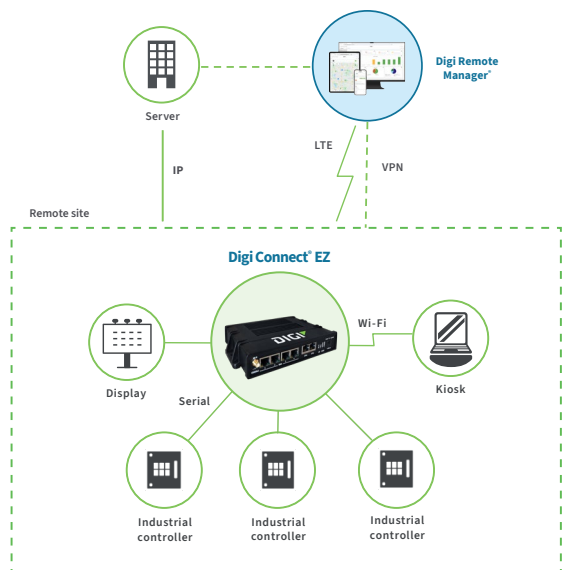 Digi Remote
Manager®
Server
LTE
VPN
IP
Remote site
Digi Connect® EZ
DIGI
Wi-Fi
Display
Kiosk
Serial
Industrial
controller
Industrial
controller
Industrial
controller